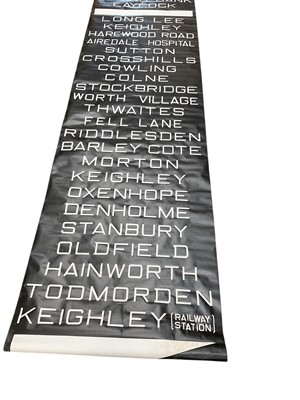 LAYCOCK
LONG LEE
KEIGHLEY
HAREWOOD ROAD
AIREDALE HOSPITAL
SUTTON
CROSSHILLS
COWLING
COLNE
STOCKBRIDGE
WORTH VILLAGE
THWAITES
FELL LANE
RIDDLESDEN
BARLEY COTE
MORTON
KEIGHLEY
OXENHOPE
DENHOLME
STANBURY
OLDFIELD
HAINWORTH
TODMORDEN
KEIGHLEY (RAILWAY
STATION)